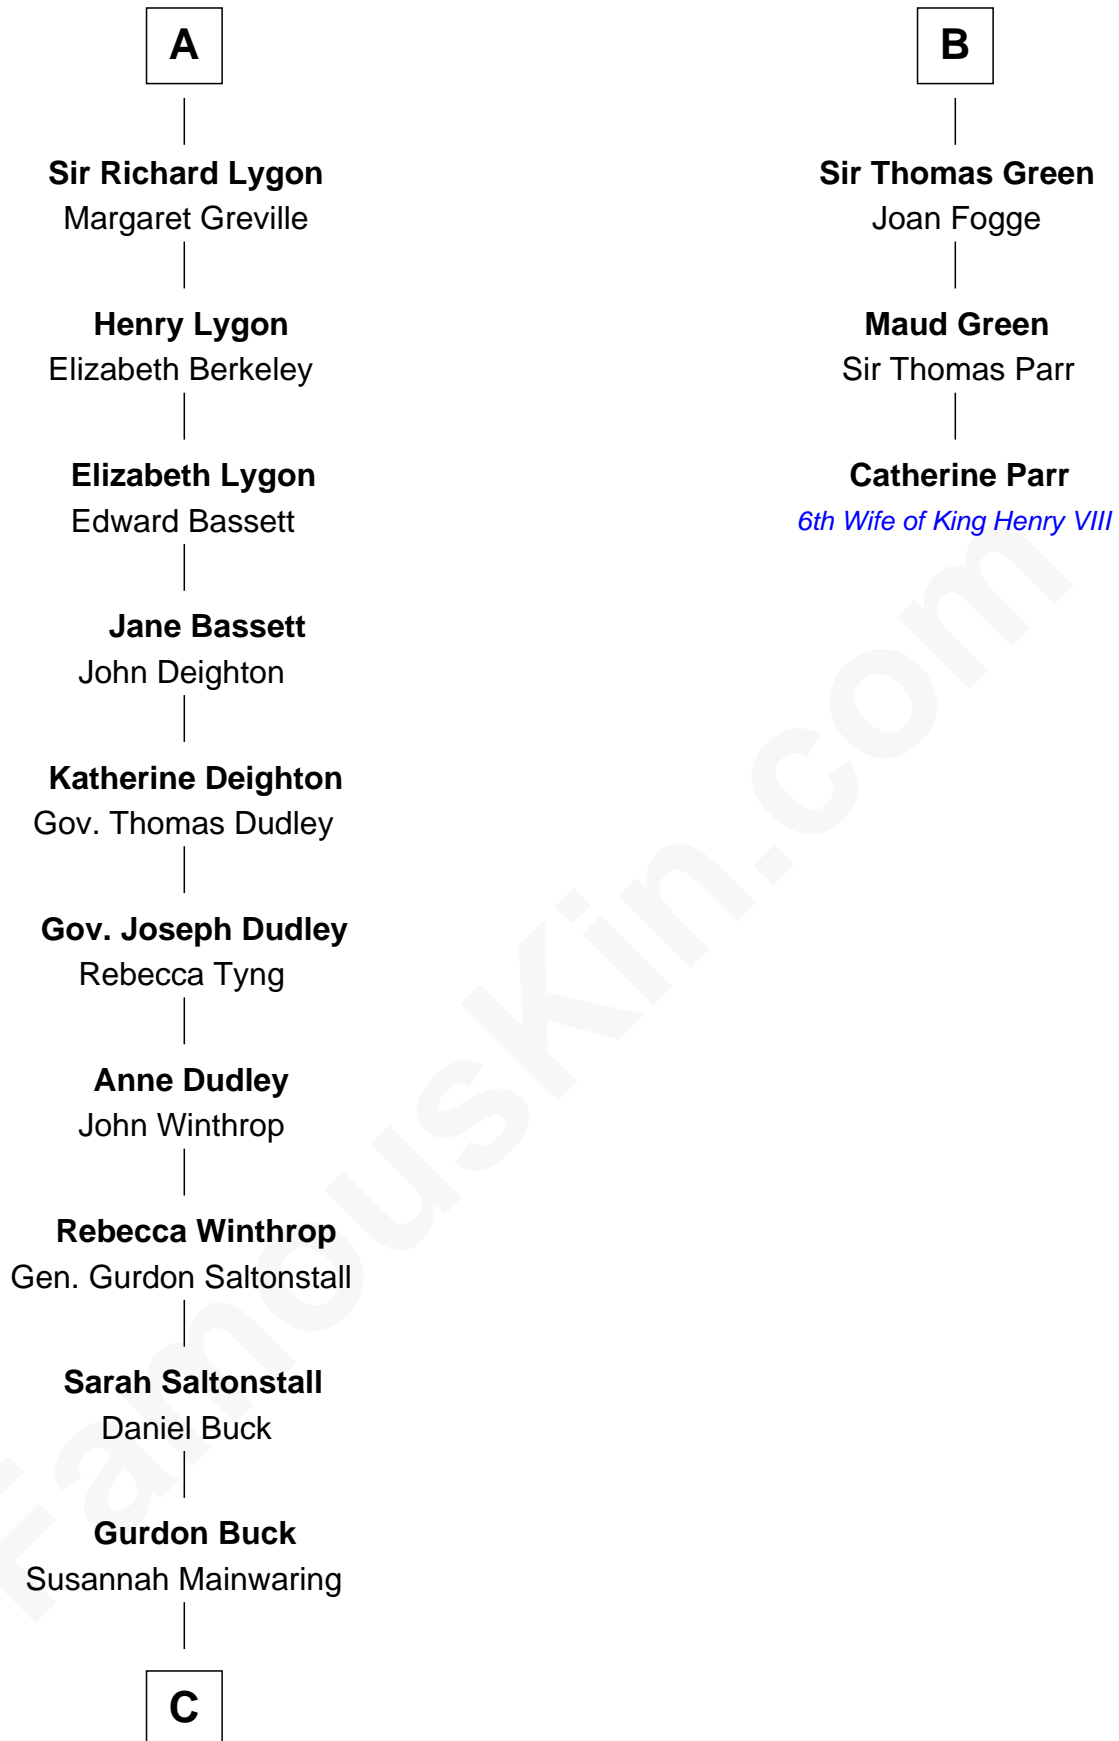 A
Sir Richard Lygon
Margaret Greville
Henry Lygon
Elizabeth Berkeley
Elizabeth Lygon
Edward Bassett
Jane Bassett
John Deighton
Katherine Deighton
Gov. Thomas Dudley
Gov. Joseph Dudley
Rebecca Tyng
Anne Dudley
John Winthrop
Rebecca Winthrop
Gen. Gurdon Saltonstall
Sarah Saltonstall
Daniel Buck
Gurdon Buck
Susannah Mainwaring
C
B
Sir Thomas Green
Joan Fogge
Maud Green
Sir Thomas Parr
Catherine Parr
6th Wife of King Henry VIII
FamousKin.com